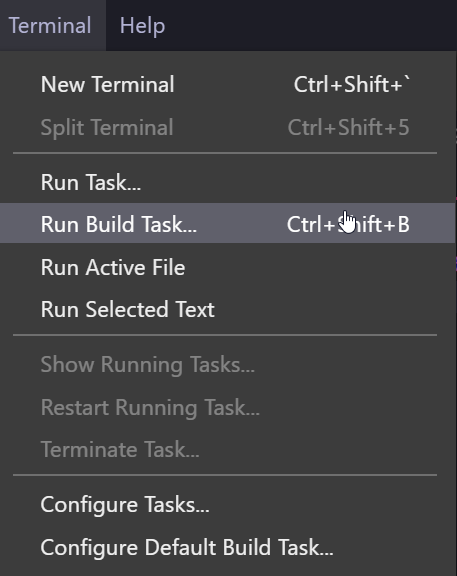 Terminal Help
New Terminal Ctrl+Shift+`
Split Terminal Ctrl+Shift+5
Run Task...
Run Build Task... Ctrl+Shift+B
Run Active File
Run Selected Text
Show Running Tasks...
Restart Running Task...
Terminate Task...
Configure Tasks...
Configure Default Build Task...